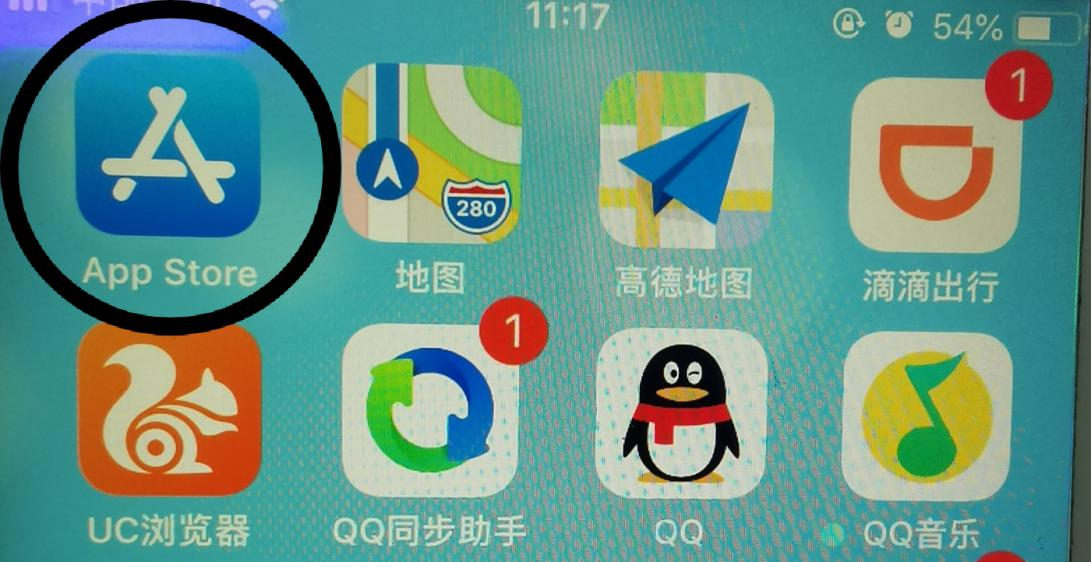 11:17
54%
1
280
App Store
地图
高德地图
滴滴出行
1
UC浏览器
QQ同步助手
QQ
QQ音乐